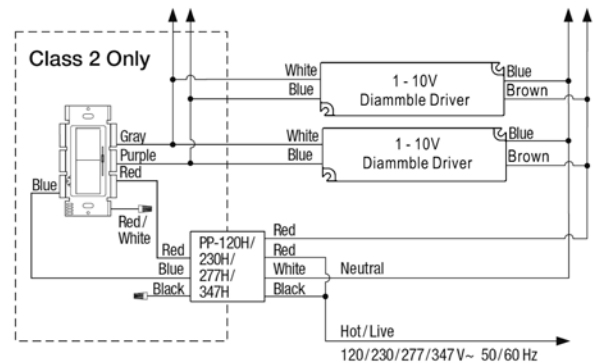 Class 2 Only
White
Blue
1 - 10V
Diammble Driver
Blue
Brown
Gray
Purple
Red
White
Blue
1 - 10V
Diammble Driver
Blue
Brown
Blue
Red/
White
Red
Blue
Black
PP-120H/
230H/
277H/
347H
Red
Red
White
Black
Neutral
Hot/Live
120/230/277/347 V~ 50/60 Hz